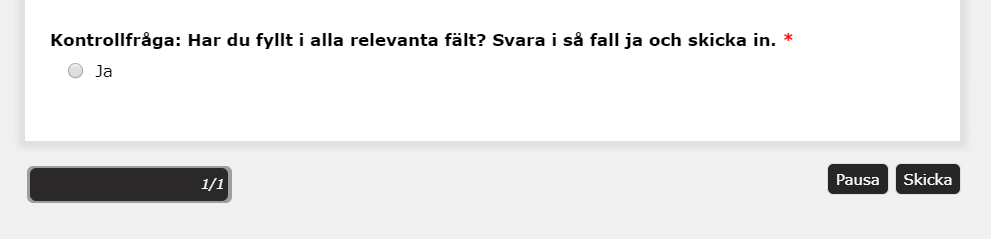 Kontrollfråga: Har du fyllt i alla relevanta fält? Svara i så fall ja och skicka in. *
Ja
1/1
Pausa
Skicka